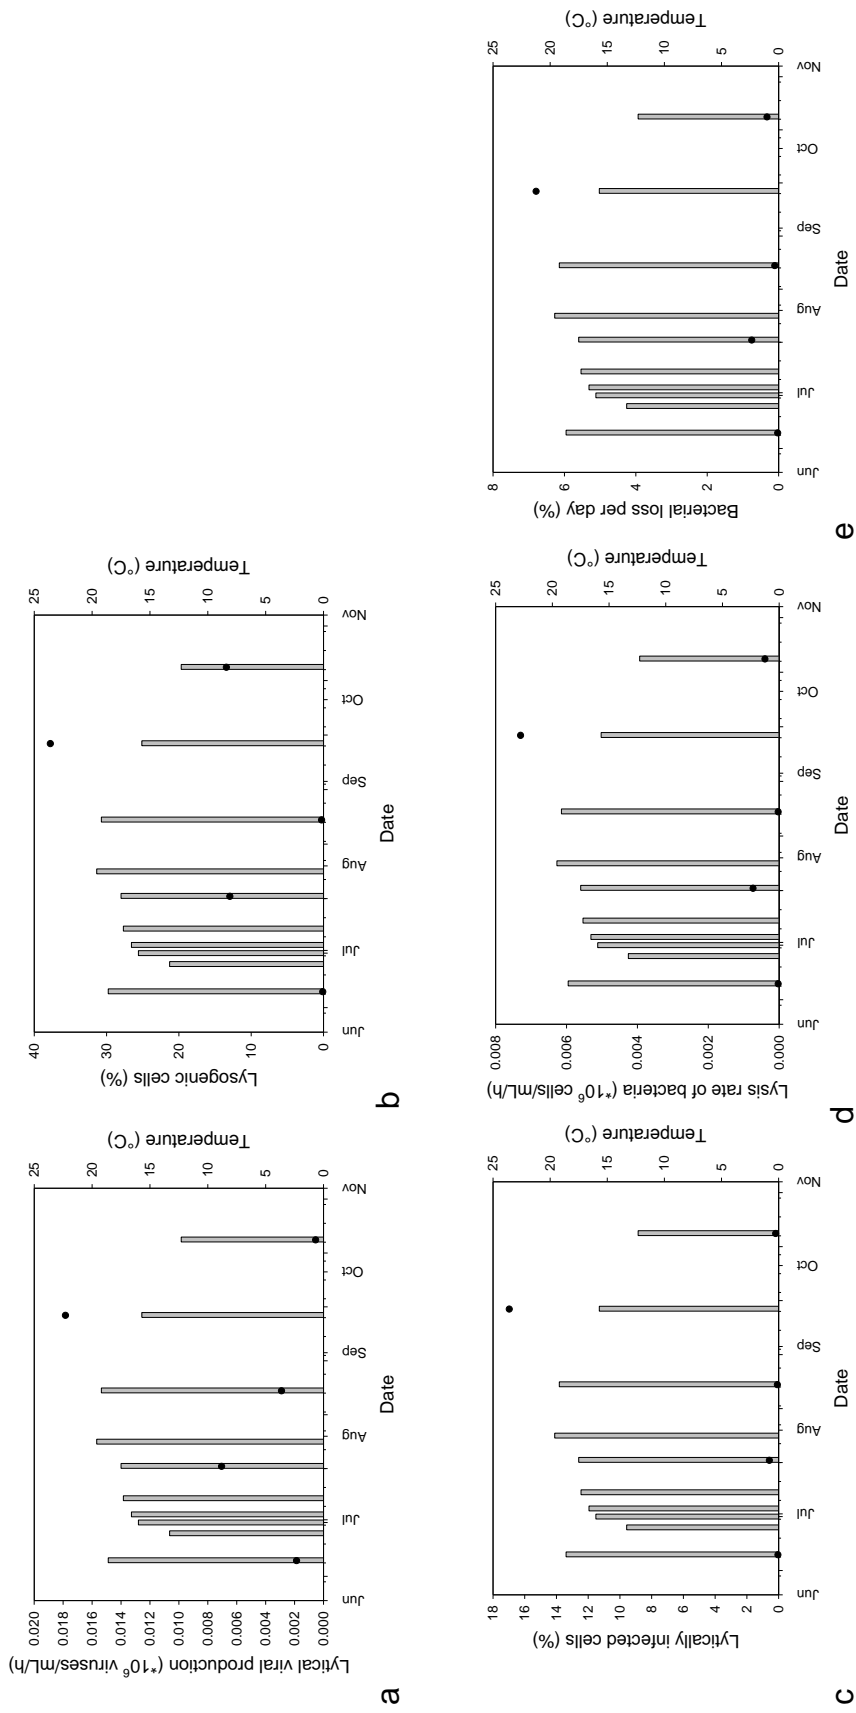 a
Lytical viral production (*10⁶ viruses/mL/h)
0.020
0.018
0.016
0.014
0.012
0.010
0.008
0.006
0.004
0.002
0.000
Jun
Jul
Aug
Sep
Oct
Nov
Date
25
20
15
10
5
0
Temperature (°C)
b
Lysogenic cells (%)
40
30
20
10
0
Jun
Jul
Aug
Sep
Oct
Nov
Date
25
20
15
10
5
0
Temperature (°C)
c
Lytically infected cells (%)
18
16
14
12
10
8
6
4
2
0
Jun
Jul
Aug
Sep
Oct
Nov
Date
25
20
15
10
5
0
Temperature (°C)
d
Lysis rate of bacteria (*10⁶ cells/mL/h)
0.008
0.006
0.004
0.002
0.000
Jun
Jul
Aug
Sep
Oct
Nov
Date
25
20
15
10
5
0
Temperature (°C)
e
Bacterial loss per day (%)
8
6
4
2
0
Jun
Jul
Aug
Sep
Oct
Nov
Date
25
20
15
10
5
0
Temperature (°C)